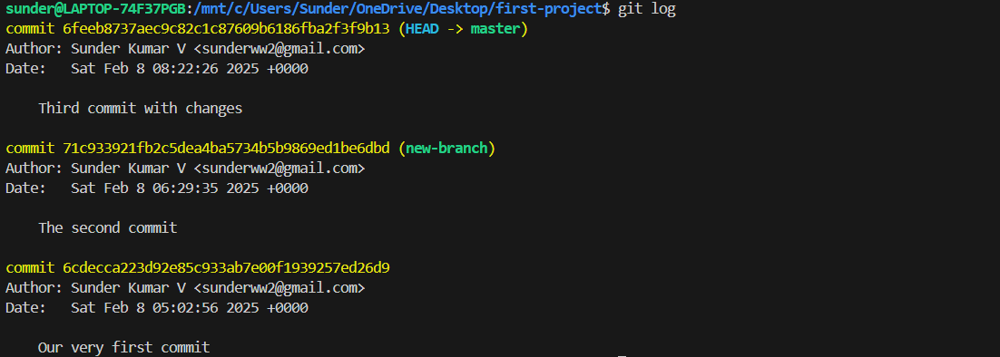 sunder@LAPTOP-74F37PGB:/mnt/c/Users/Sunder/OneDrive/Desktop/first-project$ git log
commit 6feeb8737aec9c82c1c87609b6186fba2f3f9b13 (HEAD -> master)
Author: Sunder Kumar V <sunderww2@gmail.com>
Date:   Sat Feb 8 08:22:26 2025 +0000
    Third commit with changes
commit 71c933921fb2c5dea4ba5734b5b9869ed1be6dbd (new-branch)
Author: Sunder Kumar V <sunderww2@gmail.com>
Date:   Sat Feb 8 06:29:35 2025 +0000
    The second commit
commit 6cdecca223d92e85c933ab7e00f1939257ed26d9
Author: Sunder Kumar V <sunderww2@gmail.com>
Date:   Sat Feb 8 05:02:56 2025 +0000
    Our very first commit